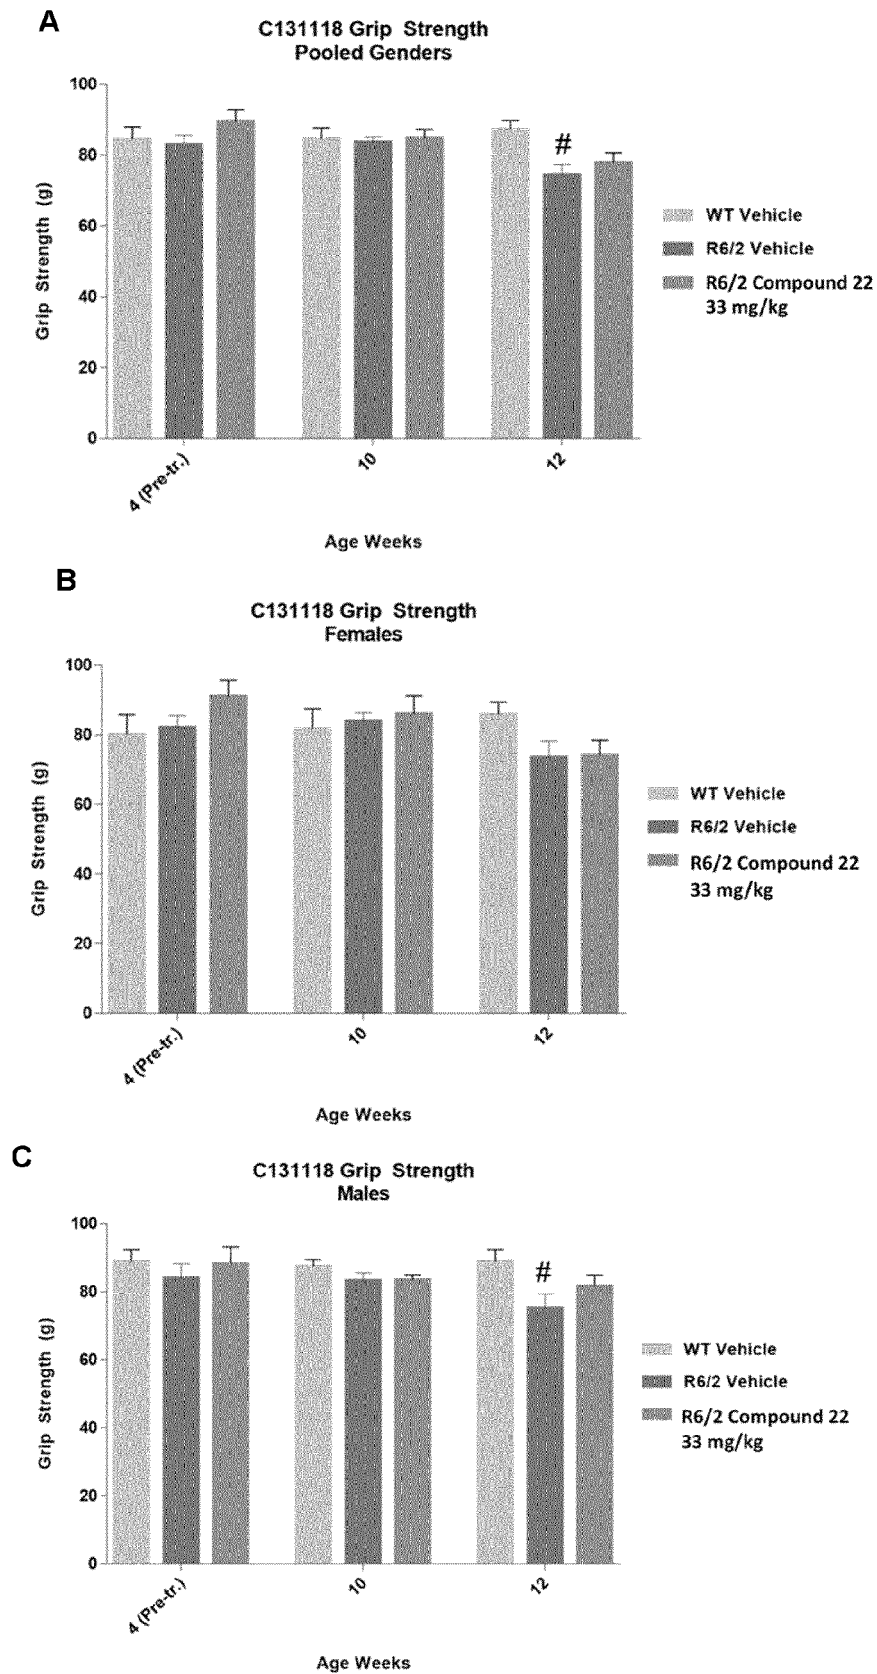 A
C131118 Grip Strength
Pooled Genders
100
80
60
40
20
0
Grip Strength (g)
#
4 (Pre-tr.)
10
12
Age Weeks
WT Vehicle
R6/2 Vehicle
R6/2 Compound 22
33 mg/kg
B
C131118 Grip Strength
Females
100
80
60
40
20
0
Grip Strength (g)
4 (Pre-tr.)
10
12
Age Weeks
WT Vehicle
R6/2 Vehicle
R6/2 Compound 22
33 mg/kg
C
C131118 Grip Strength
Males
100
80
60
40
20
0
Grip Strength (g)
#
4 (Pre-tr.)
10
12
Age Weeks
WT Vehicle
R6/2 Vehicle
R6/2 Compound 22
33 mg/kg